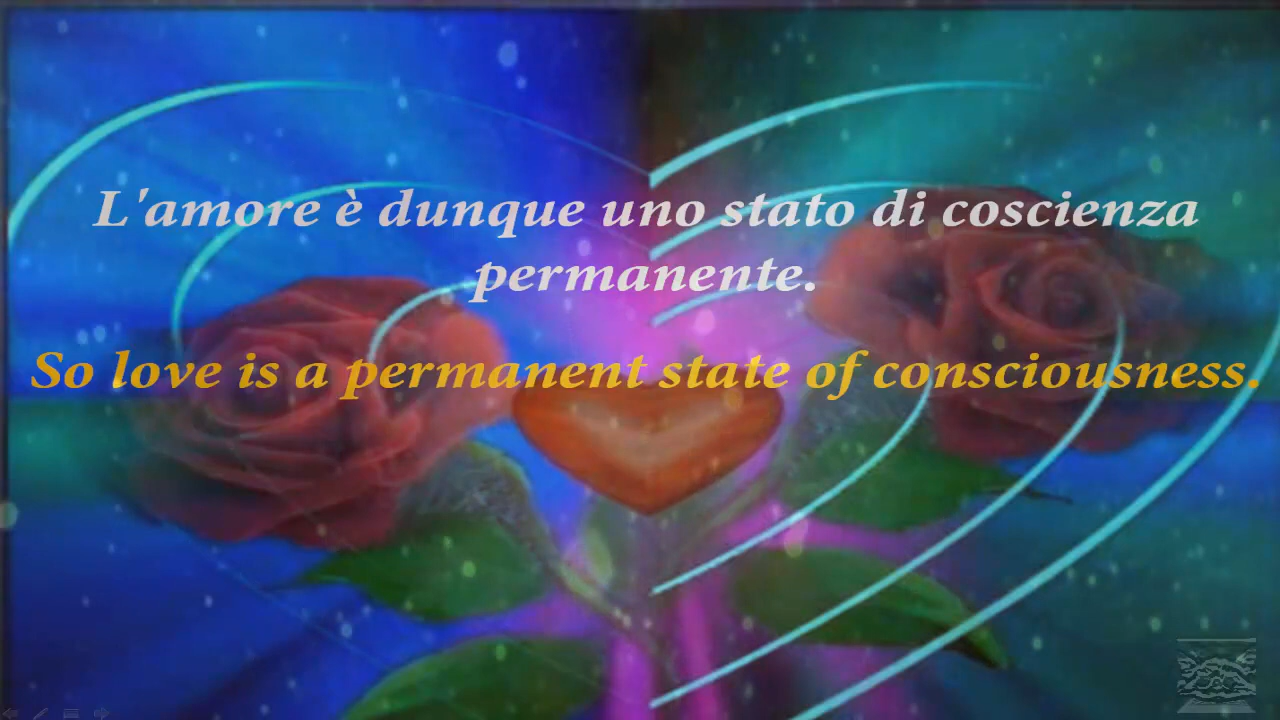 L'amore è dunque uno stato di coscienza
permanente.
So love is a permanent state of consciousness.